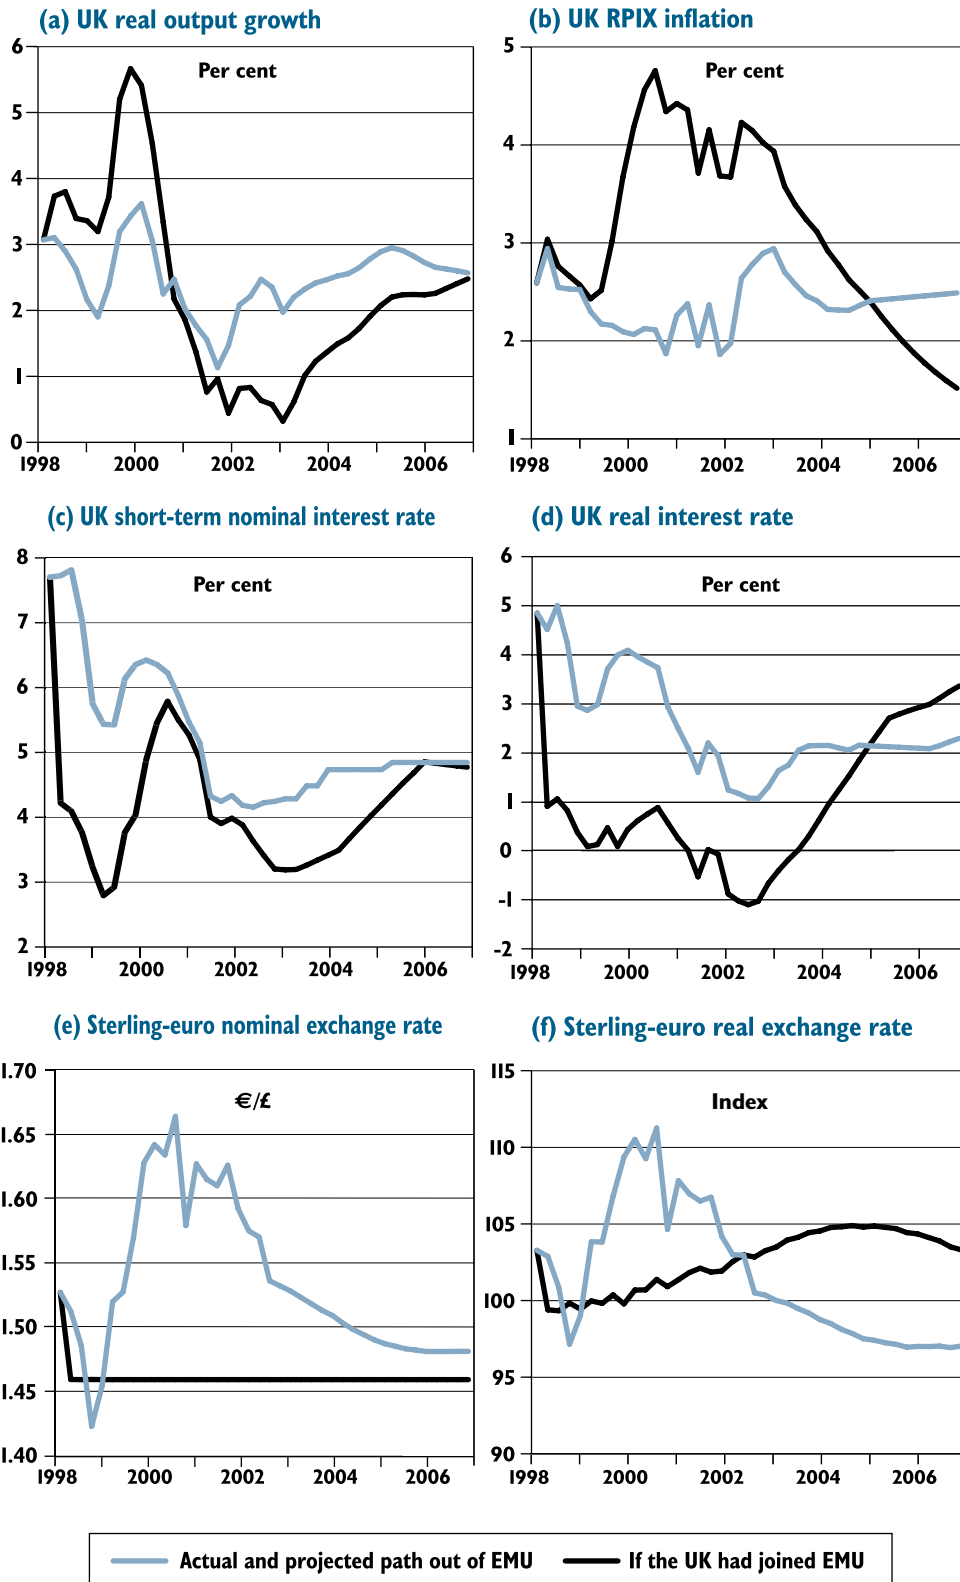 (a) UK real output growth
Per cent
6
5
4
3
2
1
0
1998 2000 2002 2004 2006
(b) UK RPIX inflation
Per cent
5
4
3
2
1
1998 2000 2002 2004 2006
(c) UK short-term nominal interest rate
Per cent
8
7
6
5
4
3
2
1998 2000 2002 2004 2006
(d) UK real interest rate
Per cent
6
5
4
3
2
1
0
-1
-2
1998 2000 2002 2004 2006
(e) Sterling-euro nominal exchange rate
€/£
1.70
1.65
1.60
1.55
1.50
1.45
1.40
1998 2000 2002 2004 2006
(f) Sterling-euro real exchange rate
Index
115
110
105
100
95
90
1998 2000 2002 2004 2006
Actual and projected path out of EMU If the UK had joined EMU